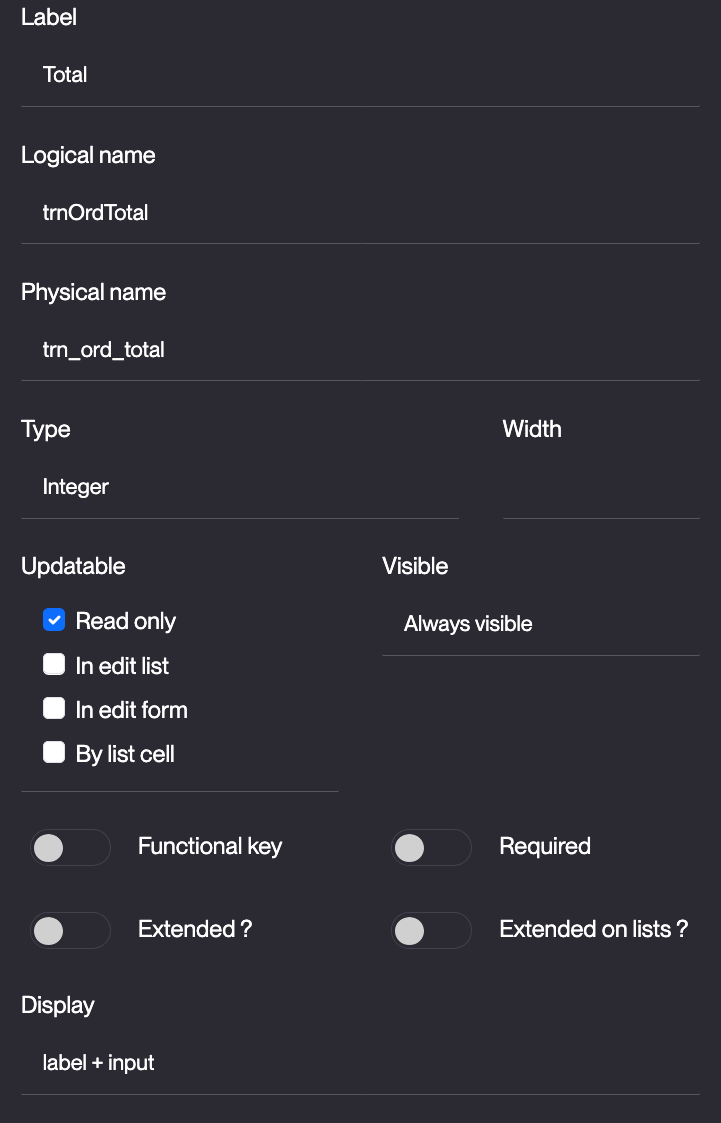 Label
Total
Logical name
trnOrdTotal
Physical name
trn_ord_total
Type
Width
Integer
Updatable
Visible
Read only
Always visible
In edit list
In edit form
By list cell
Functional key
Required
Extended ?
Extended on lists ?
Display
label + input